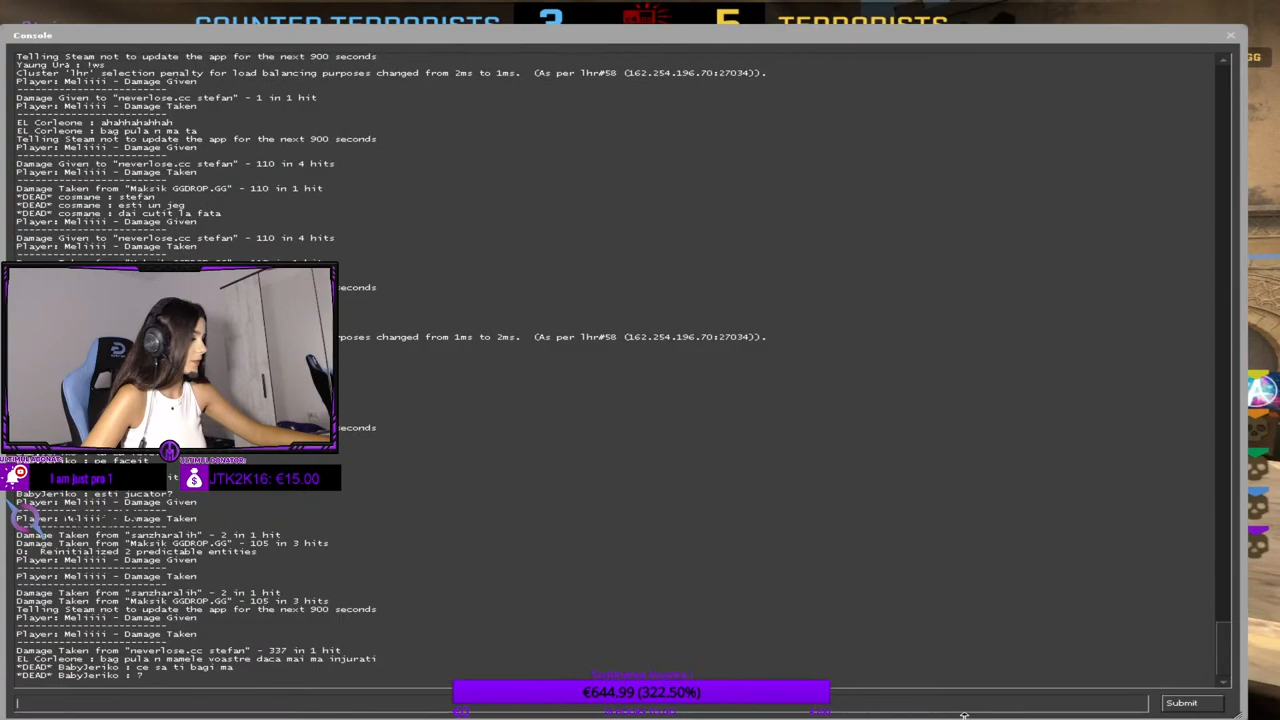 COUNTER TERRORISTS 3 5 TERRORISTS
Console
Telling Steam not to update the app for the next 900 seconds
Yaung Ura : !ws
Cluster 'lhr' selection penalty for load balancing purposes changed from 2ms to 1ms. (As per lhr#58 (162.254.196.70:27034)).
Player: Meliiii - Damage Given
-------------------------
Damage Given to "neverlose.cc stefan" - 1 in 1 hit
Player: Meliiii - Damage Taken
-------------------------
EL Corleone : ahahhahahhah
EL Corleone : bag pula n ma ta
Telling Steam not to update the app for the next 900 seconds
Player: Meliiii - Damage Given
-------------------------
Damage Given to "neverlose.cc stefan" - 110 in 4 hits
Player: Meliiii - Damage Taken
-------------------------
Damage Taken from "Maksik GGDROP.GG" - 110 in 1 hit
*DEAD* cosmane : stefan
*DEAD* cosmane : esti un jeg
*DEAD* cosmane : dai cutit la fata
Player: Meliiii - Damage Given
-------------------------
Damage Given to "neverlose.cc stefan" - 110 in 4 hits
Player: Meliiii - Damage Taken
-------------------------
seconds
rposes changed from 1ms to 2ms. (As per lhr#58 (162.254.196.70:27034)).
seconds
: pe faceit
ULTIMUL DONATOR:
I am just pro 1
JTK2K16: €15.00
BabyJeriko : esti jucator?
Player: Meliiii - Damage Given
-------------------------
Player: Meliiii - Damage Taken
-------------------------
Damage Taken from "sanzharalih" - 2 in 1 hit
Damage Taken from "Maksik GGDROP.GG" - 105 in 3 hits
O: Reinitialized 2 predictable entities
Player: Meliiii - Damage Given
-------------------------
Player: Meliiii - Damage Taken
-------------------------
Damage Taken from "sanzharalih" - 2 in 1 hit
Damage Taken from "Maksik GGDROP.GG" - 105 in 3 hits
Telling Steam not to update the app for the next 900 seconds
Player: Meliiii - Damage Given
-------------------------
Player: Meliiii - Damage Taken
-------------------------
Damage Taken from "neverlose.cc stefan" - 337 in 1 hit
EL Corleone : bag pula n mamele voastre daca mai ma injurati
*DEAD* BabyJeriko : ce sa ti bagi ma
*DEAD* BabyJeriko : ?
€644.99 (322.50%)
Submit